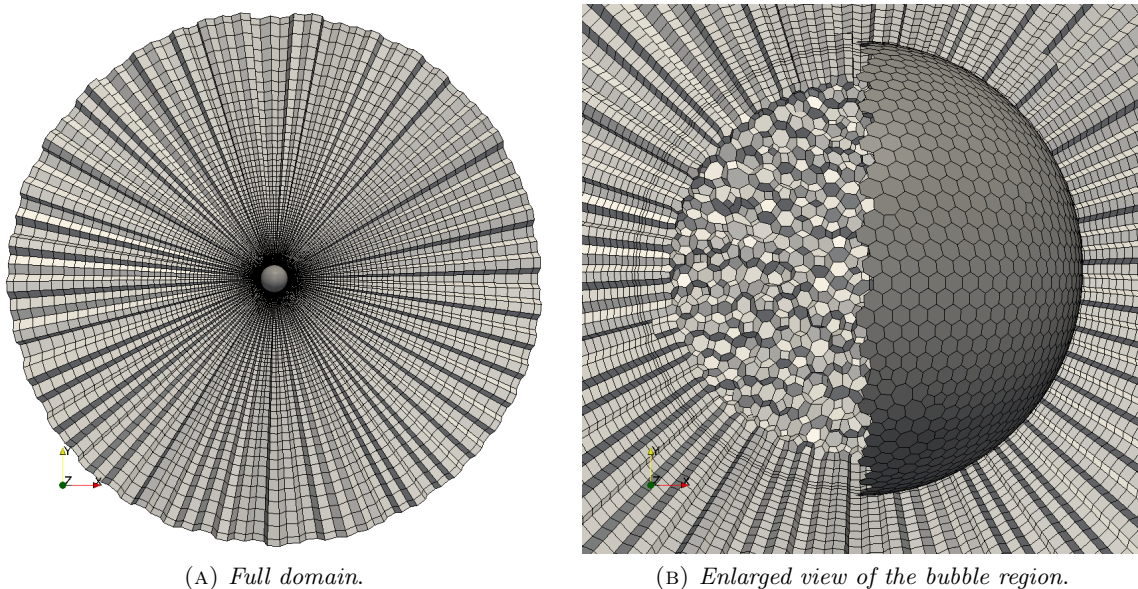 Y
Z
X
Y
Z
X
(A) Full domain.
(B) Enlarged view of the bubble region.